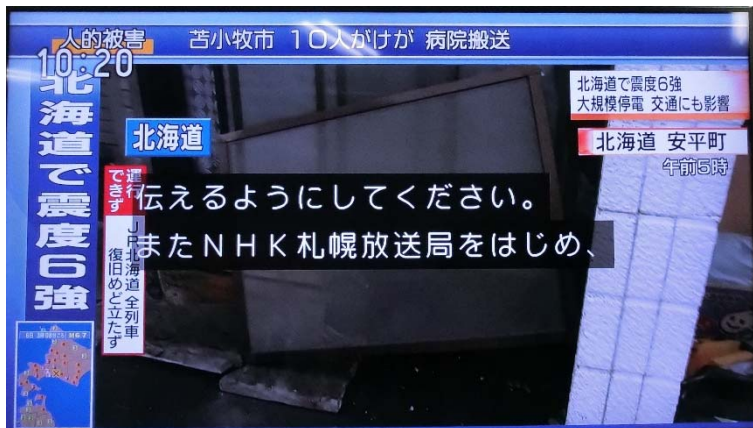 人的被害 苫小牧市 10人がけが 病院搬送
10:20
北海道で震度6強
北海道で震度6強
大規模停電 交通にも影響
北海道 安平町
午前5時
北海道
運行できず
JR北海道 全列車
復旧めど立たず
伝えるようにしてください。
またNHK札幌放送局をはじめ、